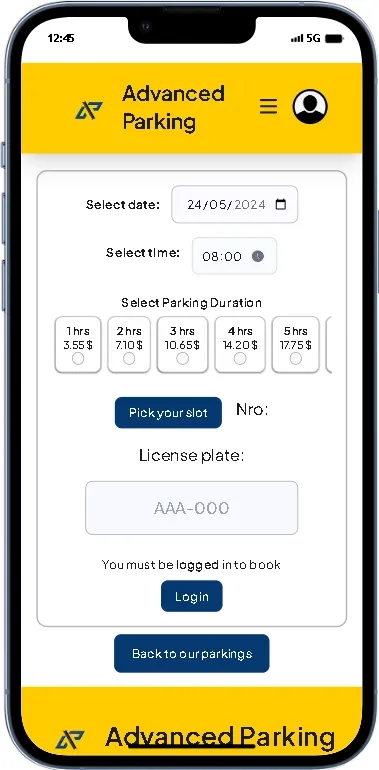 12:45
5G
Advanced
Parking
Select date: 24/05/2024
Select time: 08:00
Select Parking Duration
1 hrs 2 hrs 3 hrs 4 hrs 5 hrs
3.55 $ 7.10 $ 10.65 $ 14.20 $ 17.75 $
Pick your slot Nro:
License plate:
AAA-000
You must be logged in to book
Login
Back to our parkings
Advanced Parking